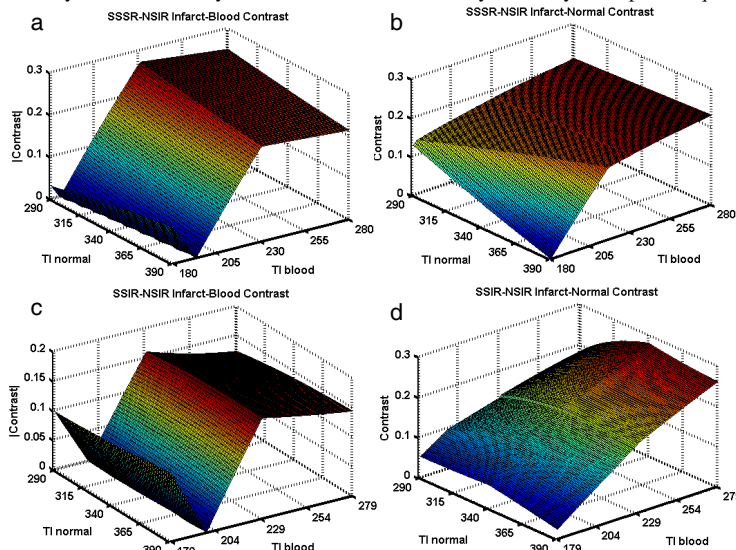 a
SSSR-NSIR Infarct-Blood Contrast
|Contrast|
0.3
0.2
0.1
0
290
315
340
365
390
TI normal
180
205
230
255
280
TI blood
b
SSSR-NSIR Infarct-Normal Contrast
Contrast
0.3
0.2
0.1
0
290
315
340
365
390
TI normal
180
205
230
255
280
TI blood
c
SSIR-NSIR Infarct-Blood Contrast
|Contrast|
0.2
0.15
0.1
0.05
0
290
315
340
365
390
TI normal
179
204
229
254
279
TI blood
d
SSIR-NSIR Infarct-Normal Contrast
Contrast
0.3
0.2
0.1
0
290
315
340
365
390
TI normal
179
204
229
254
TI blood